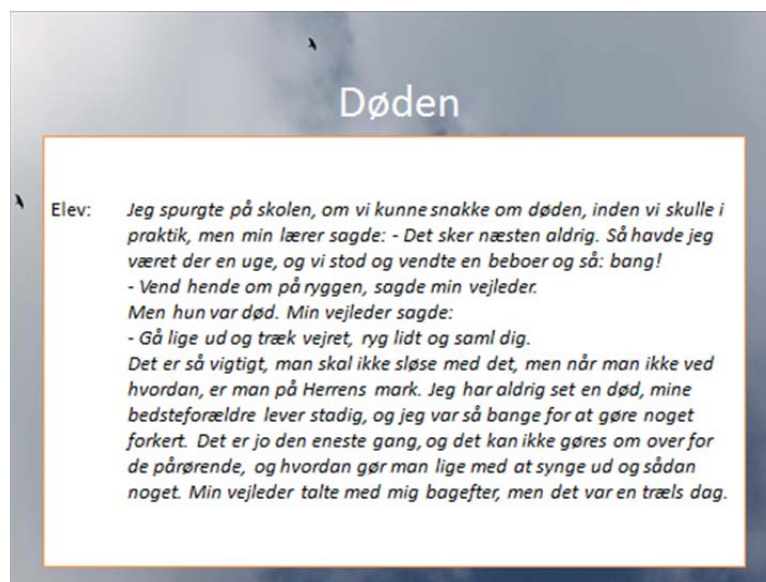 Døden
Elev: Jeg spurgte på skolen, om vi kunne snakke om døden, inden vi skulle i
praktik, men min lærer sagde: - Det sker næsten aldrig. Så havde jeg
været der en uge, og vi stod og vendte en beboer og så: bang!
- Vend hende om på ryggen, sagde min vejleder.
Men hun var død. Min vejleder sagde:
- Gå lige ud og træk vejret, ryg lidt og saml dig.
Det er så vigtigt, man skal ikke sløse med det, men når man ikke ved
hvordan, er man på Herrens mark. Jeg har aldrig set en død, mine
bedsteforældre lever stadig, og jeg var så bange for at gøre noget
forkert. Det er jo den eneste gang, og det kan ikke gøres om over for
de pårørende, og hvordan gør man lige med at synge ud og sådan
noget. Min vejleder talte med mig bagefter, men det var en træls dag.